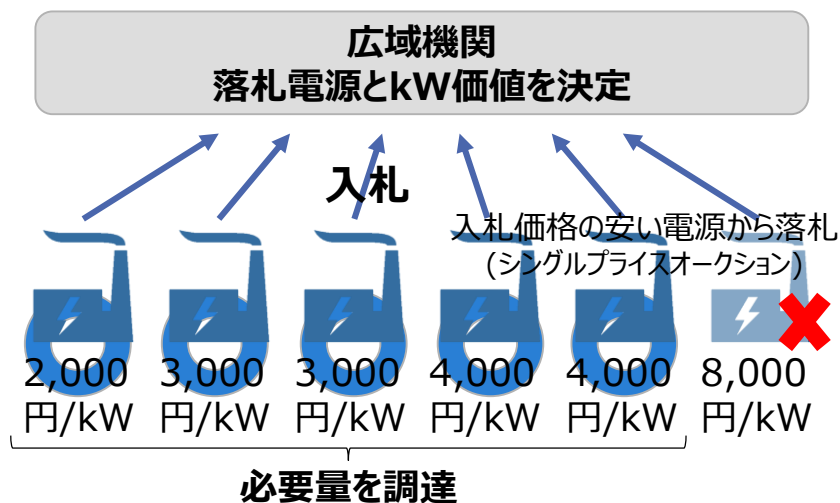 広域機関
落札電源とkW価値を決定
入札
入札価格の安い電源から落札
(シングルプライスオークション)
2,000
円/kW
3,000
円/kW
3,000
円/kW
4,000
円/kW
4,000
円/kW
8,000
円/kW
必要量を調達